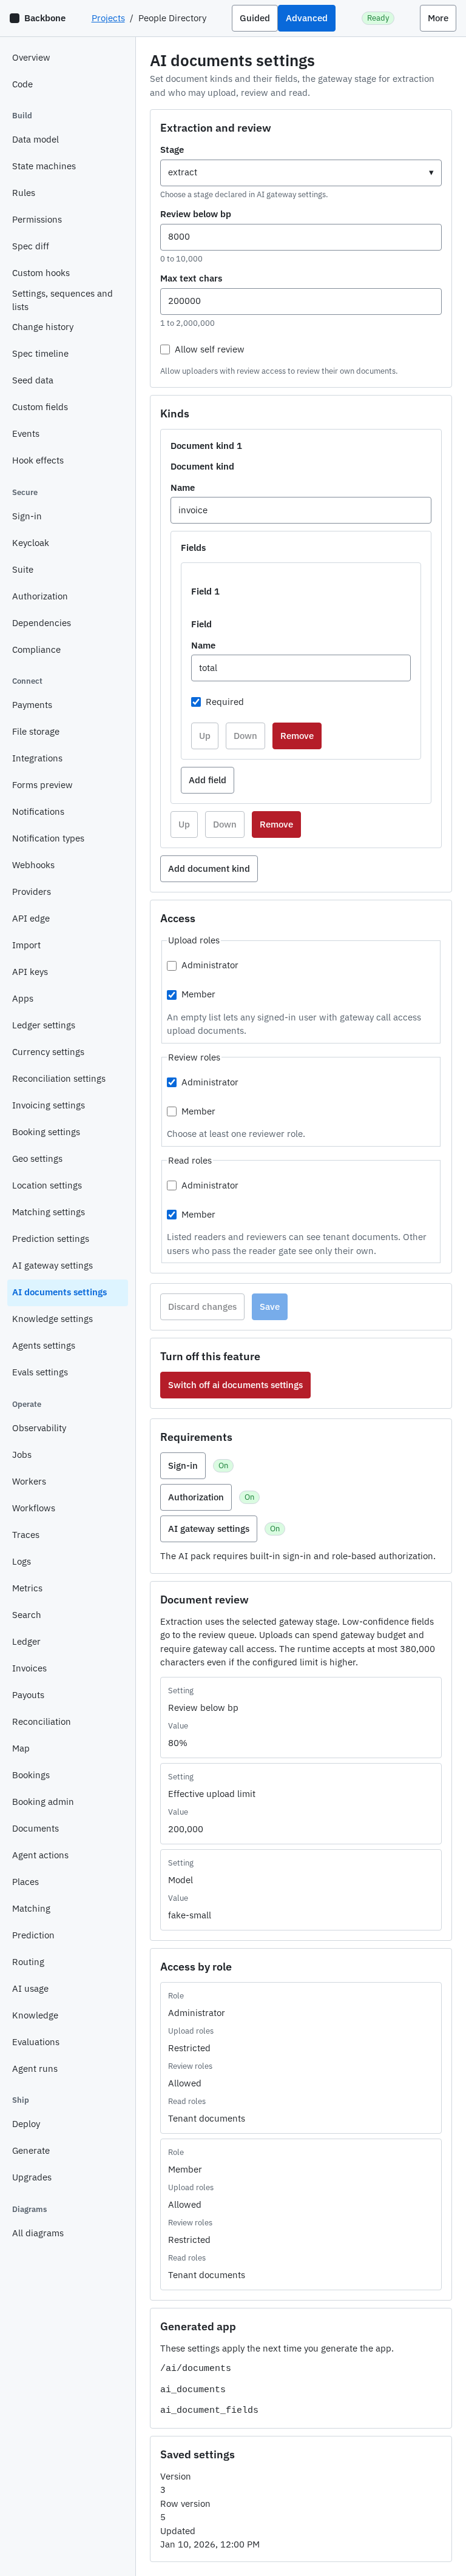 Backbone
Projects / People Directory
Guided
Advanced
Ready
More
Overview
Code
Build
Data model
State machines
Rules
Permissions
Spec diff
Custom hooks
Settings, sequences and
lists
Change history
Spec timeline
Seed data
Custom fields
Events
Hook effects
Secure
Sign-in
Keycloak
Suite
Authorization
Dependencies
Compliance
Connect
Payments
File storage
Integrations
Forms preview
Notifications
Notification types
Webhooks
Providers
API edge
Import
API keys
Apps
Ledger settings
Currency settings
Reconciliation settings
Invoicing settings
Booking settings
Geo settings
Location settings
Matching settings
Prediction settings
AI gateway settings
AI documents settings
Knowledge settings
Agents settings
Evals settings
Operate
Observability
Jobs
Workers
Workflows
Traces
Logs
Metrics
Search
Ledger
Invoices
Payouts
Reconciliation
Map
Bookings
Booking admin
Documents
Agent actions
Places
Matching
Prediction
Routing
AI usage
Knowledge
Evaluations
Agent runs
Ship
Deploy
Generate
Upgrades
Diagrams
All diagrams
AI documents settings
Set document kinds and their fields, the gateway stage for extraction
and who may upload, review and read.
Extraction and review
Stage
extract
Choose a stage declared in AI gateway settings.
Review below bp
8000
0 to 10,000
Max text chars
200000
1 to 2,000,000
Allow self review
Allow uploaders with review access to review their own documents.
Kinds
Document kind 1
Document kind
Name
invoice
Fields
Field 1
Field
Name
total
Required
Up
Down
Remove
Add field
Up
Down
Remove
Add document kind
Access
Upload roles
Administrator
Member
An empty list lets any signed-in user with gateway call access
upload documents.
Review roles
Administrator
Member
Choose at least one reviewer role.
Read roles
Administrator
Member
Listed readers and reviewers can see tenant documents. Other
users who pass the reader gate see only their own.
Discard changes
Save
Turn off this feature
Switch off ai documents settings
Requirements
Sign-in
On
Authorization
On
AI gateway settings
On
The AI pack requires built-in sign-in and role-based authorization.
Document review
Extraction uses the selected gateway stage. Low-confidence fields
go to the review queue. Uploads can spend gateway budget and
require gateway call access. The runtime accepts at most 380,000
characters even if the configured limit is higher.
Setting
Review below bp
Value
80%
Setting
Effective upload limit
Value
200,000
Setting
Model
Value
fake-small
Access by role
Role
Administrator
Upload roles
Restricted
Review roles
Allowed
Read roles
Tenant documents
Role
Member
Upload roles
Allowed
Review roles
Restricted
Read roles
Tenant documents
Generated app
These settings apply the next time you generate the app.
/ai/documents
ai_documents
ai_document_fields
Saved settings
Version
3
Row version
5
Updated
Jan 10, 2026, 12:00 PM